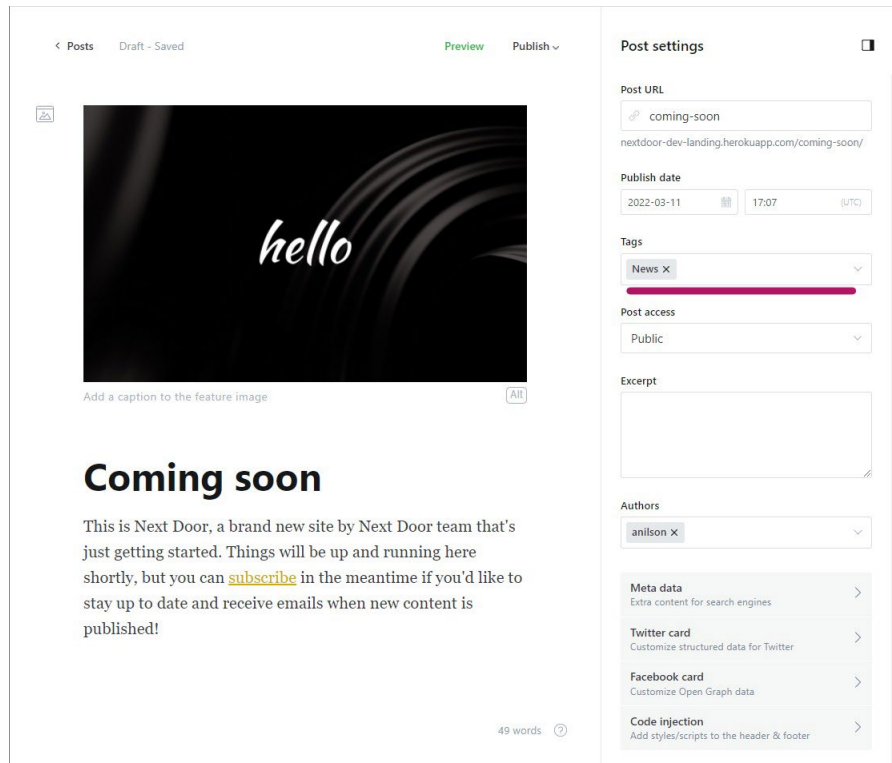 Posts
Draft - Saved
Preview
Publish
hello
Add a caption to the feature image
Alt
Coming soon
This is Next Door, a brand new site by Next Door team that's
just getting started. Things will be up and running here
shortly, but you can subscribe in the meantime if you'd like to
stay up to date and receive emails when new content is
published!
49 words
?
Post settings
Post URL
coming-soon
nextdoor-dev-landing.herokuapp.com/coming-soon/
Publish date
2022-03-11
17:07
(UTC)
Tags
News ×
Post access
Public
Excerpt
Authors
anilson ×
Meta data
Extra content for search engines
Twitter card
Customize structured data for Twitter
Facebook card
Customize Open Graph data
Code injection
Add styles/scripts to the header & footer